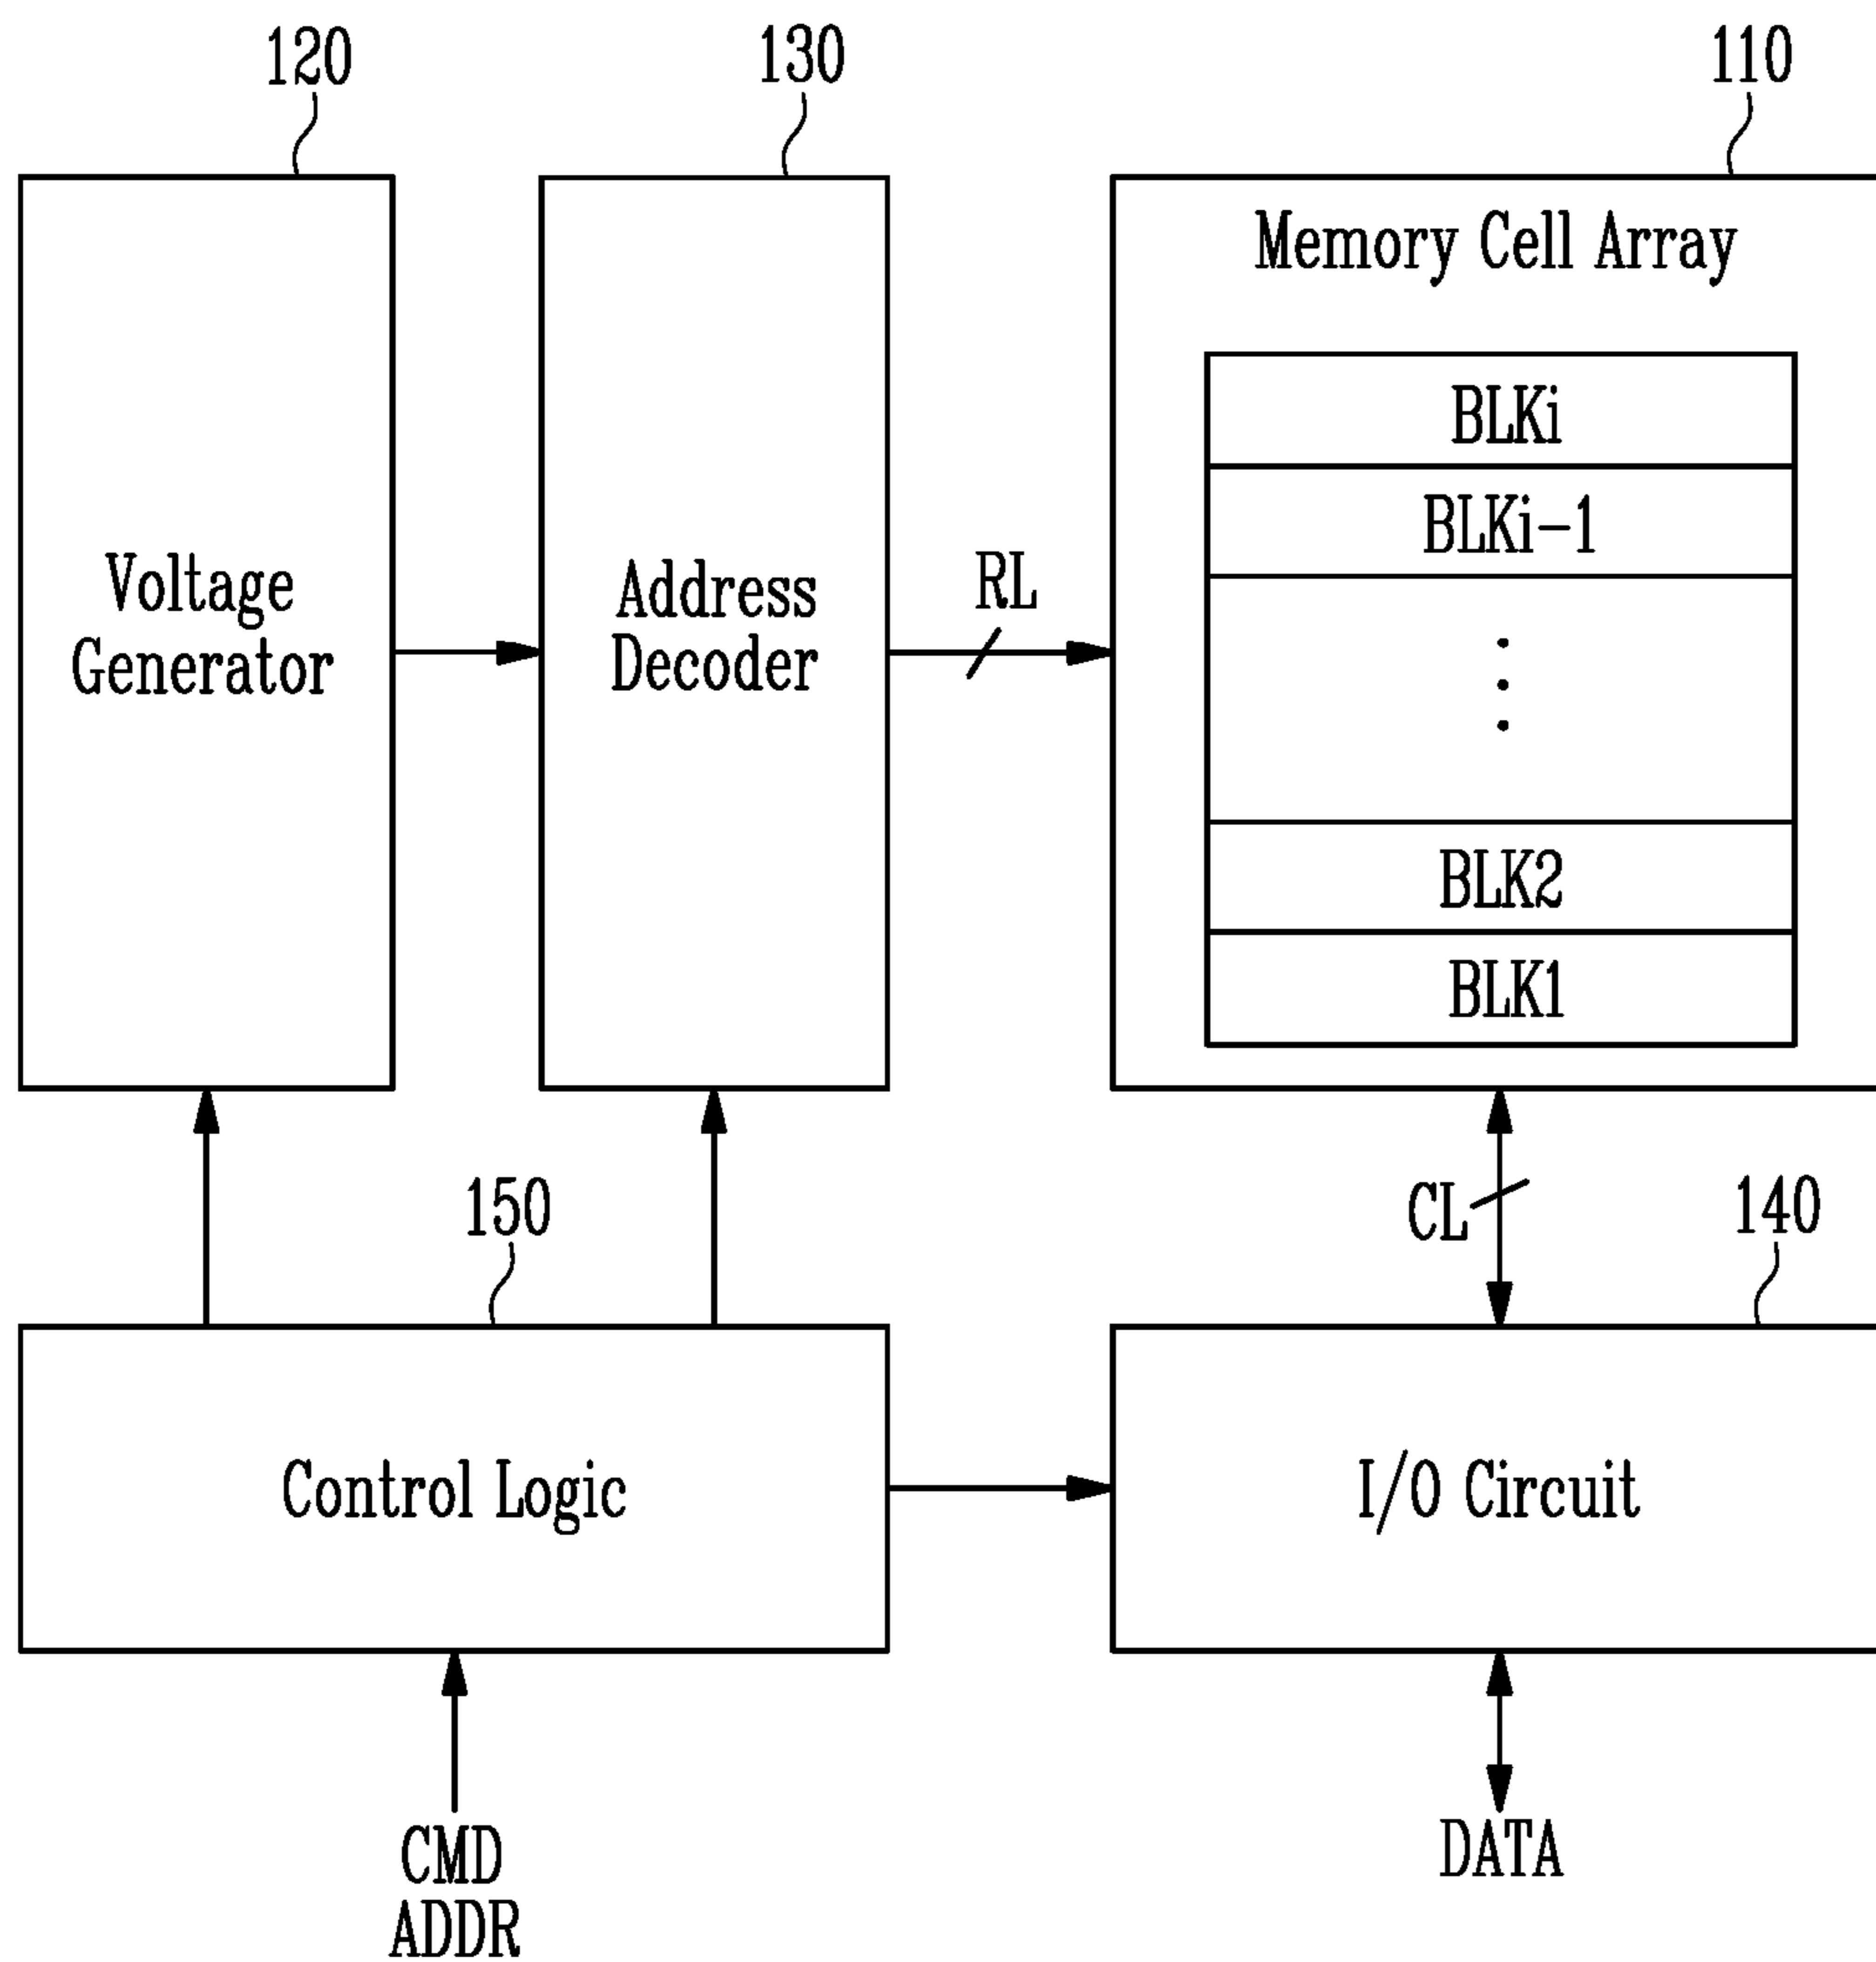 120
130
110
Memory Cell Array
BLKi
BLKi-1
Voltage
Generator
Address
Decoder
RL
BLK2
BLK1
150
CL
140
Control Logic
I/O Circuit
CMD
ADDR
DATA